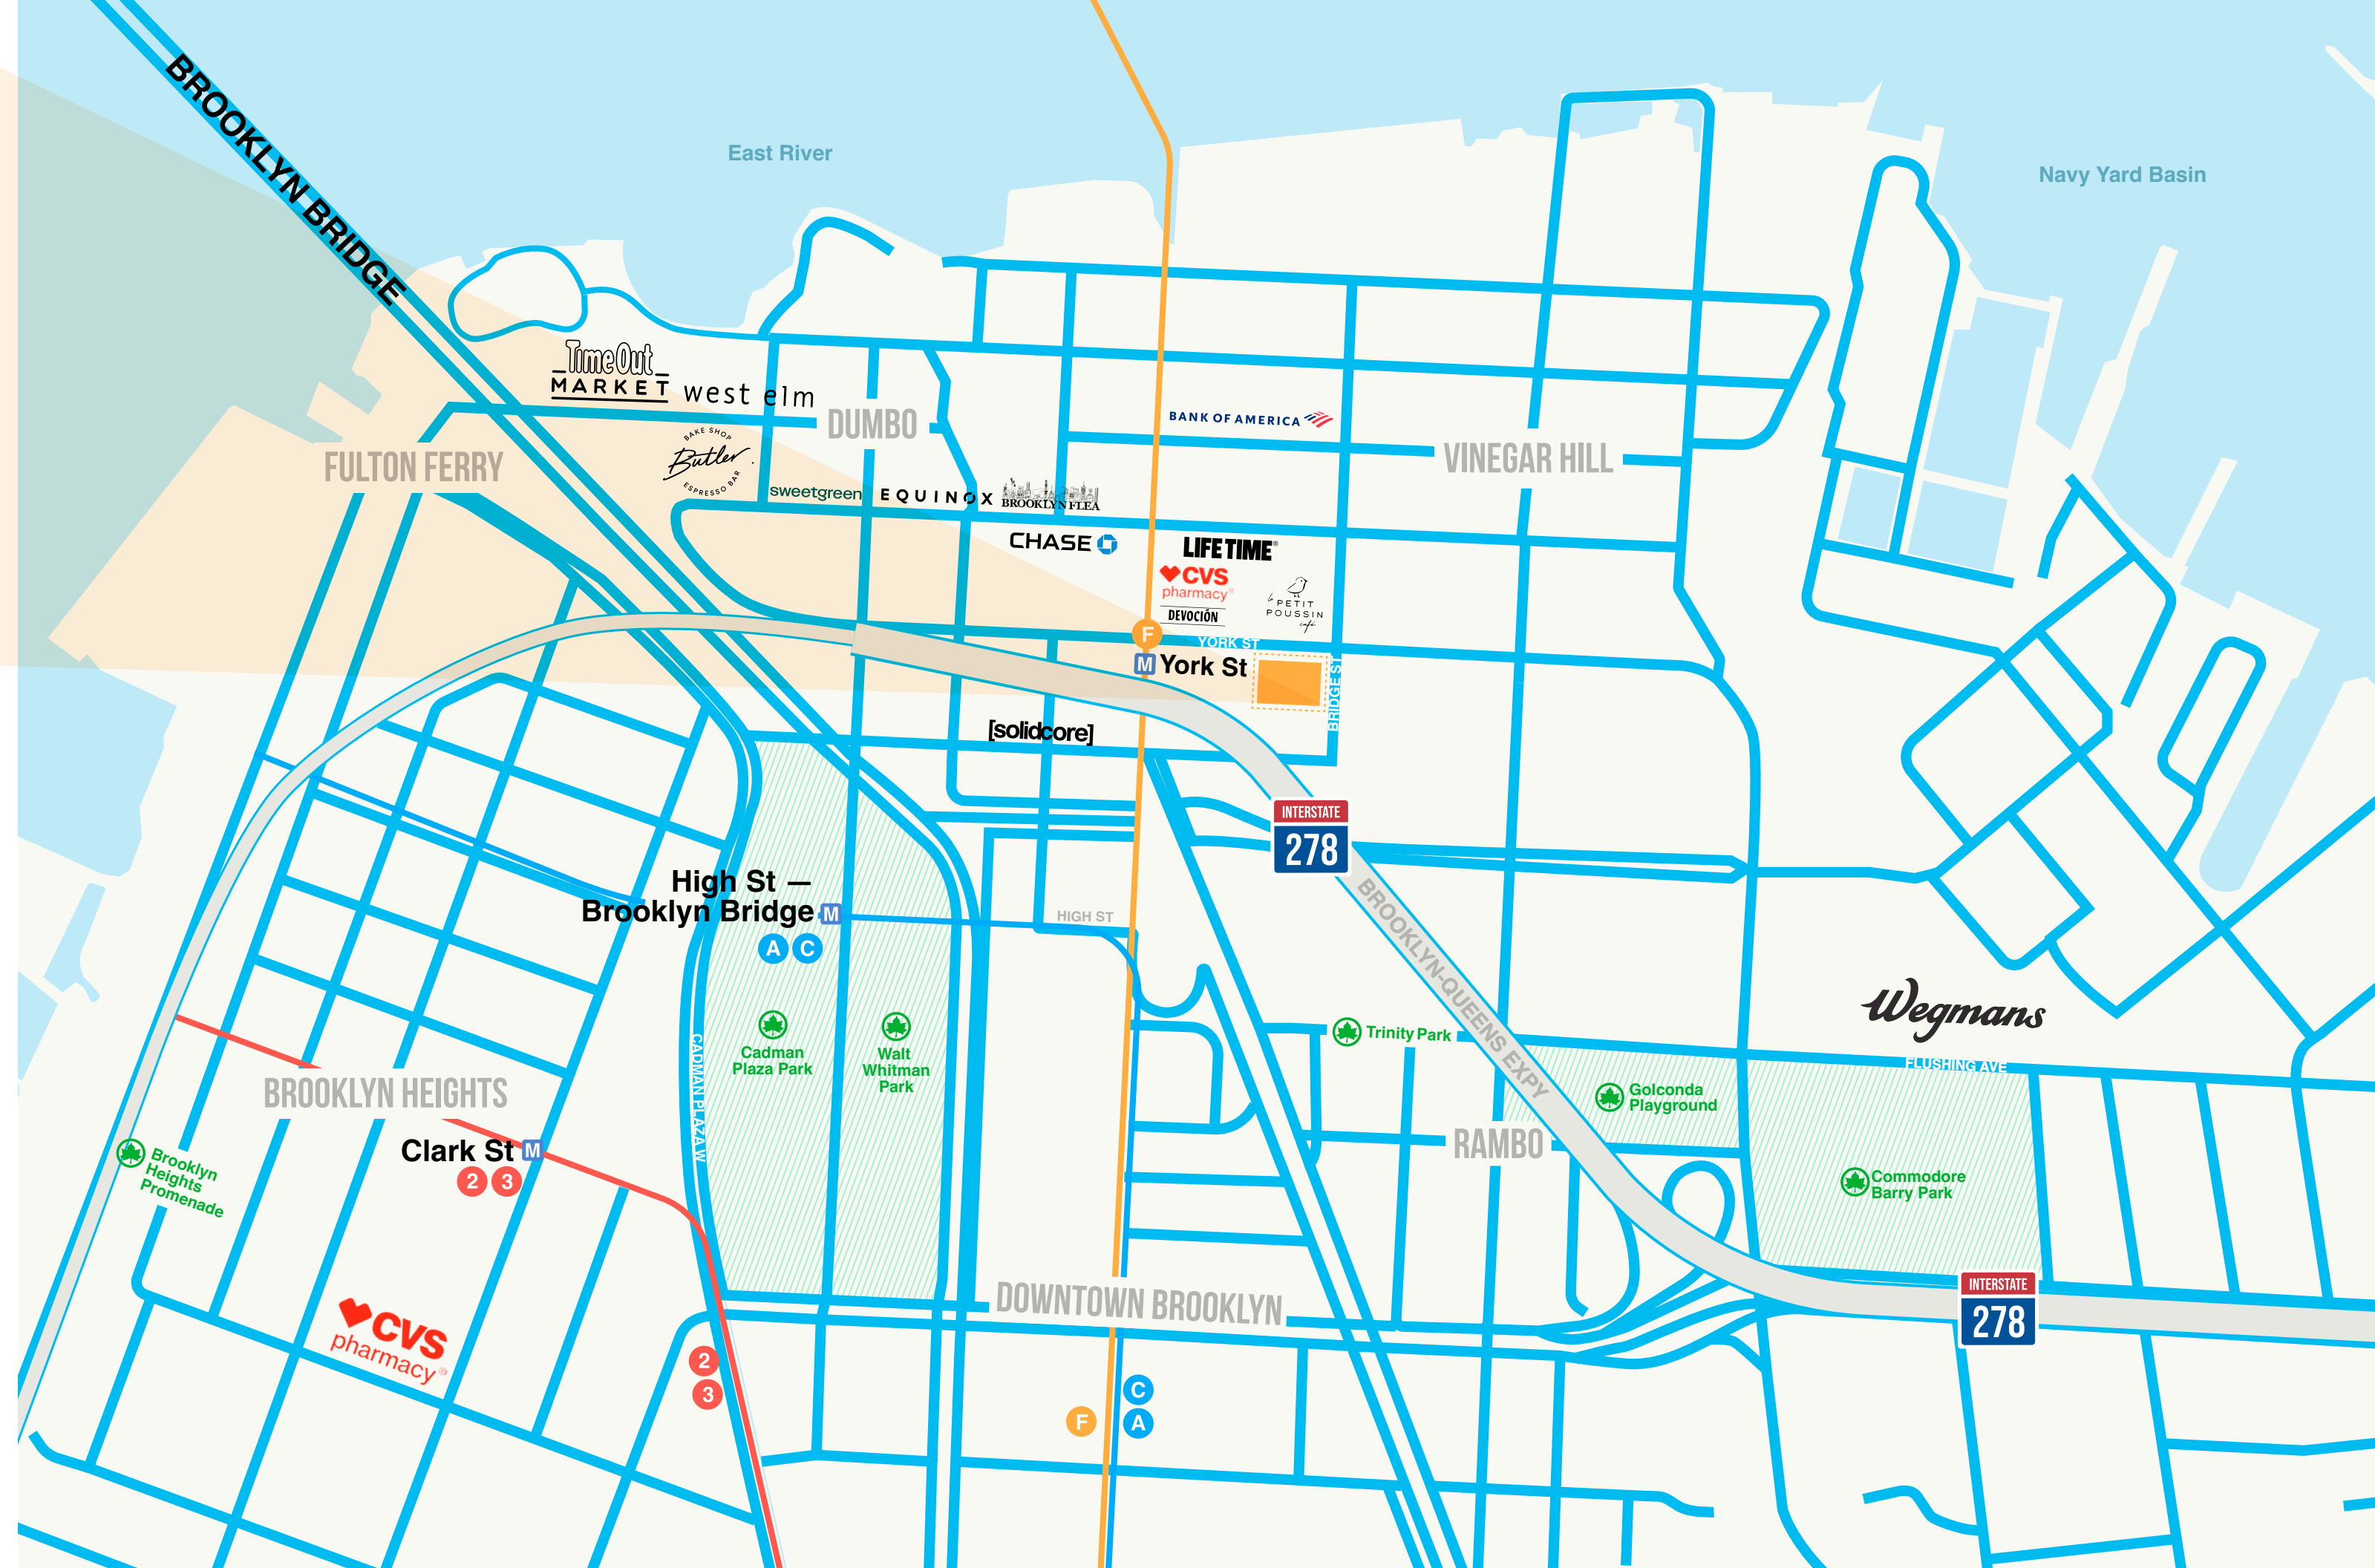 BROOKLYN BRIDGE
East River
Navy Yard Basin
TimeOut
MARKET
west elm
DUMBO
BANK OF AMERICA
FULTON FERRY
BAKE SHOP
Butler.
ESPRESSO BAR
VINEGAR HILL
sweetgreen
EQUINOX
BROOKLYN FLEA
CHASE
LIFE TIME®
CVS
pharmacy®
DEVOCIÓN
le PETIT
POUSSIN
café
F
YORK ST
M York St
BRIDGE ST
[solidcore]
INTERSTATE
278
High St —
Brooklyn Bridge M
A C
HIGH ST
BROOKLYN-QUEENS EXPY
Wegmans
Cadman
Plaza Park
Walt
Whitman
Park
Trinity Park
FLUSHING AVE
CADMAN PLAZA W
BROOKLYN HEIGHTS
Golconda
Playground
Clark St M
2 3
Brooklyn
Heights
Promenade
RAMBO
Commodore
Barry Park
DOWNTOWN BROOKLYN
INTERSTATE
278
CVS
pharmacy®
2
3
C
F
A